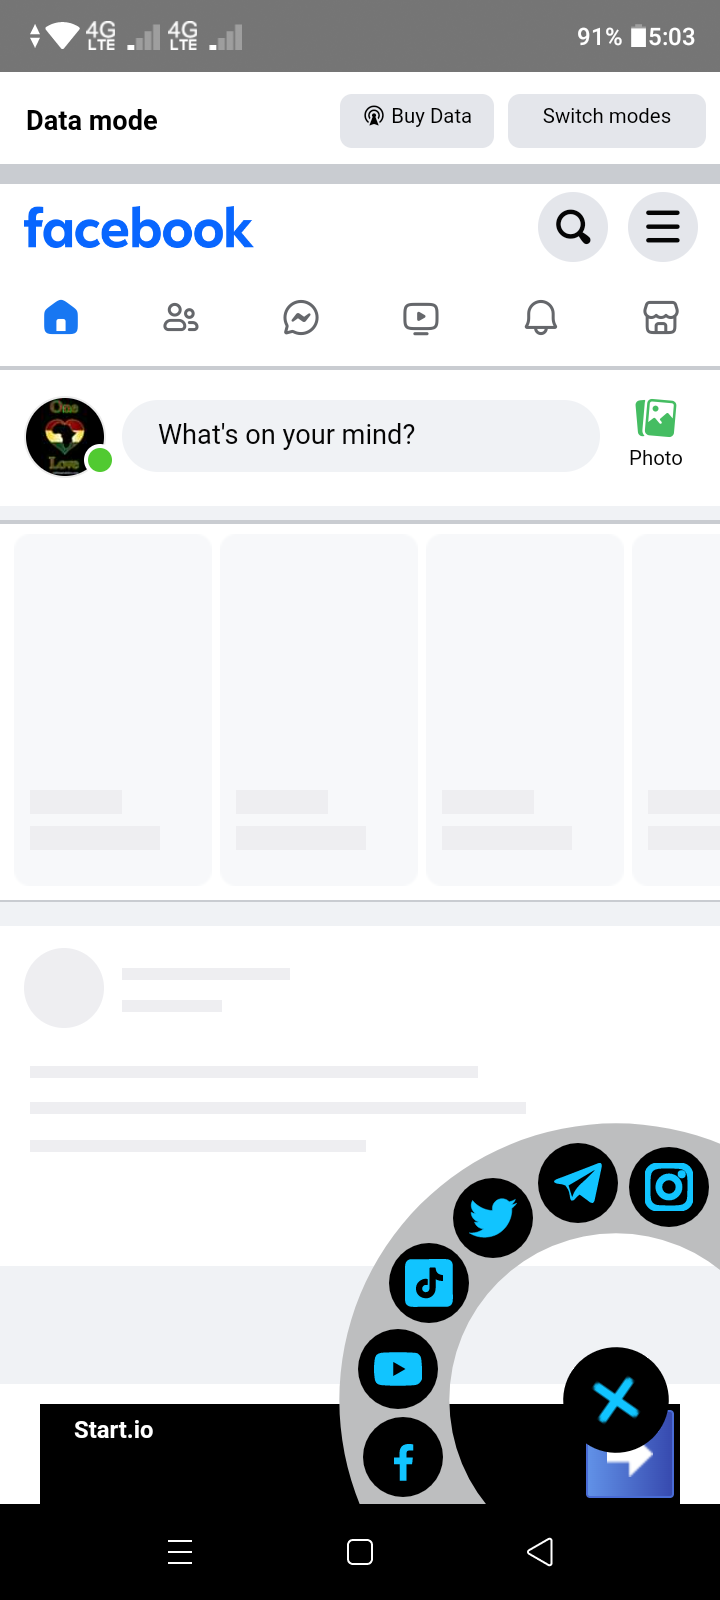 4G LTE 4G LTE 91% 5:03
Data mode Buy Data Switch modes
facebook
One
Love
What's on your mind?
Photo
Start.io